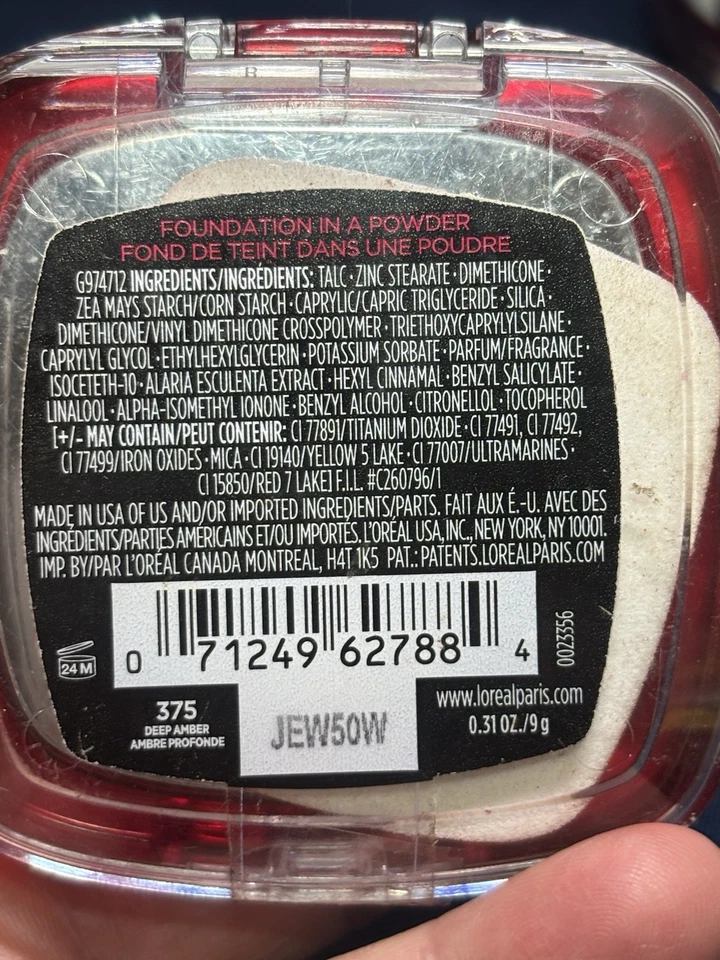 FOUNDATION IN A POWDER
FOND DE TEINT DANS UNE POUDRE
G974712 INGREDIENTS/INGRÉDIENTS: TALC · ZINC STEARATE · DIMETHICONE ·
ZEA MAYS STARCH/CORN STARCH · CAPRYLIC/CAPRIC TRIGLYCERIDE · SILICA ·
DIMETHICONE/VINYL DIMETHICONE CROSSPOLYMER · TRIETHOXYCAPRYLYLSILANE ·
CAPRYLYL GLYCOL · ETHYLHEXYLGLYCERIN · POTASSIUM SORBATE · PARFUM/FRAGRANCE ·
ISOCETETH-10 · ALARIA ESCULENTA EXTRACT · HEXYL CINNAMAL · BENZYL SALICYLATE ·
LINALOOL · ALPHA-ISOMETHYL IONONE · BENZYL ALCOHOL · CITRONELLOL · TOCOPHEROL
[+/- MAY CONTAIN/PEUT CONTENIR: CI 77891/TITANIUM DIOXIDE · CI 77491, CI 77492,
CI 77499/IRON OXIDES · MICA · CI 19140/YELLOW 5 LAKE · CI 77007/ULTRAMARINES ·
CI 15850/RED 7 LAKE] F.I.L. #C260796/1
MADE IN USA OF US AND/OR IMPORTED INGREDIENTS/PARTS. FAIT AUX É.-U. AVEC DES
INGRÉDIENTS/PARTIES AMÉRICAINS ET/OU IMPORTÉS. L'ORÉAL USA, INC., NEW YORK, NY 10001.
IMP. BY/PAR L'ORÉAL CANADA MONTREAL, H4T 1K5 PAT.: PATENTS.LOREALPARIS.COM
24 M
0 71249 62788 4
0023356
375
DEEP AMBER
AMBRE PROFONDE
JEW50W
www.lorealparis.com
0.31 OZ./9 g